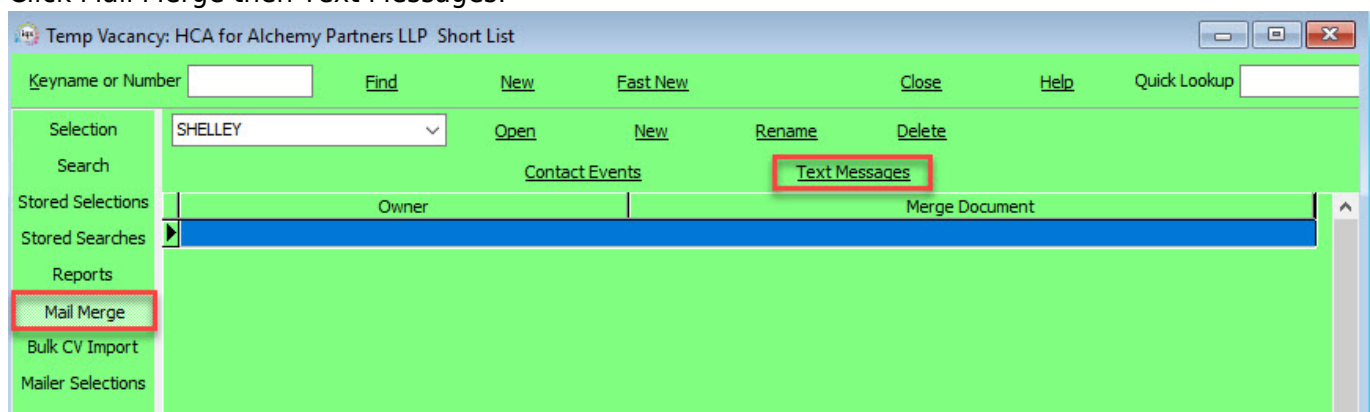 Click Mail Merge then Text Messages.
Temp Vacancy: HCA for Alchemy Partners LLP Short List
Keyname or Number Find New Fast New Close Help Quick Lookup
Selection SHELLEY Open New Rename Delete
Search Contact Events Text Messages
Stored Selections Owner Merge Document
Stored Searches
Reports
Mail Merge
Bulk CV Import
Mailer Selections